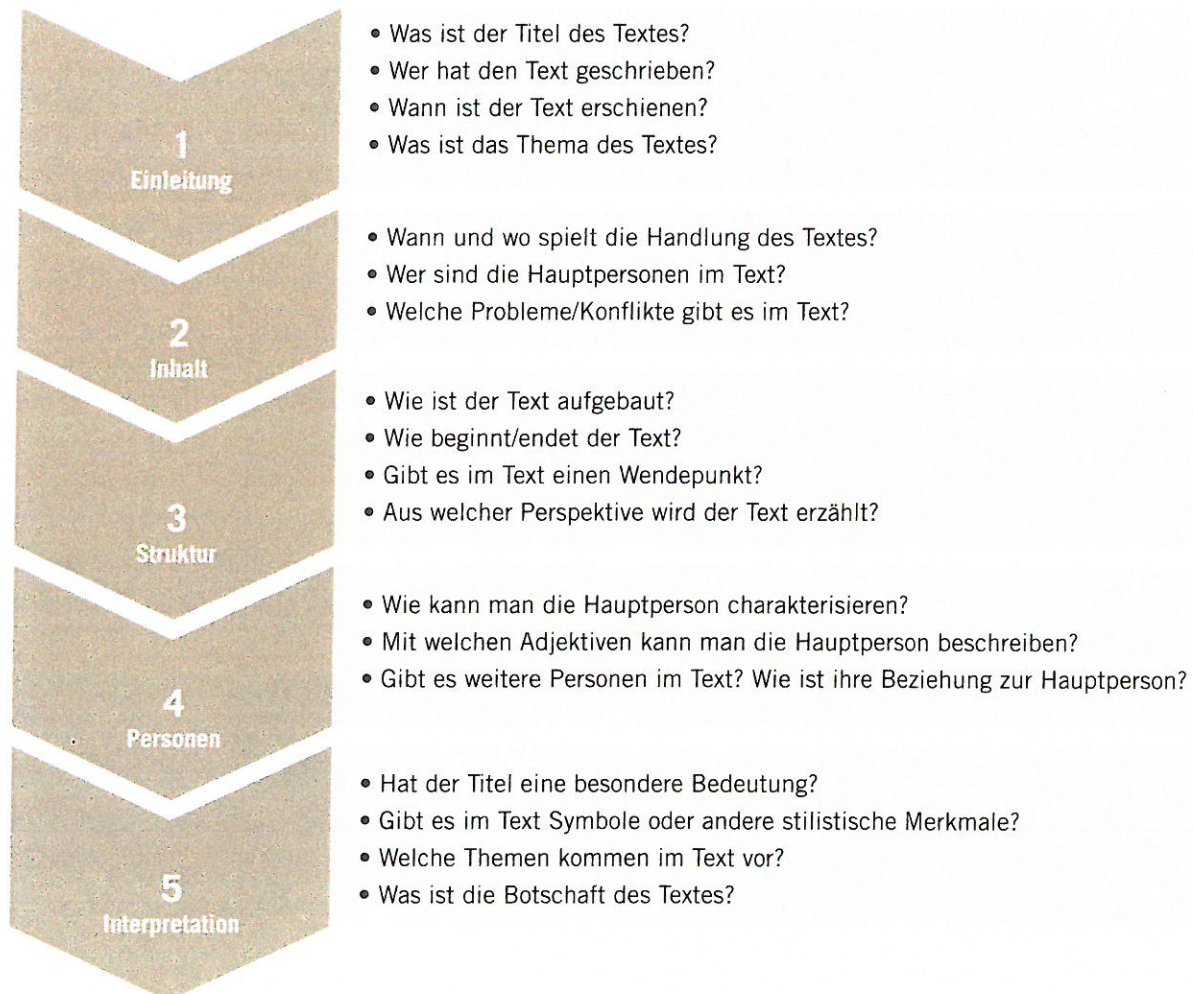 • Was ist der Titel des Textes?
• Wer hat den Text geschrieben?
• Wann ist der Text erschienen?
• Was ist das Thema des Textes?
1
Einleitung
• Wann und wo spielt die Handlung des Textes?
• Wer sind die Hauptpersonen im Text?
• Welche Probleme/Konflikte gibt es im Text?
2
Inhalt
• Wie ist der Text aufgebaut?
• Wie beginnt/endet der Text?
• Gibt es im Text einen Wendepunkt?
• Aus welcher Perspektive wird der Text erzählt?
3
Struktur
• Wie kann man die Hauptperson charakterisieren?
• Mit welchen Adjektiven kann man die Hauptperson beschreiben?
• Gibt es weitere Personen im Text? Wie ist ihre Beziehung zur Hauptperson?
4
Personen
• Hat der Titel eine besondere Bedeutung?
• Gibt es im Text Symbole oder andere stilistische Merkmale?
• Welche Themen kommen im Text vor?
• Was ist die Botschaft des Textes?
5
Interpretation